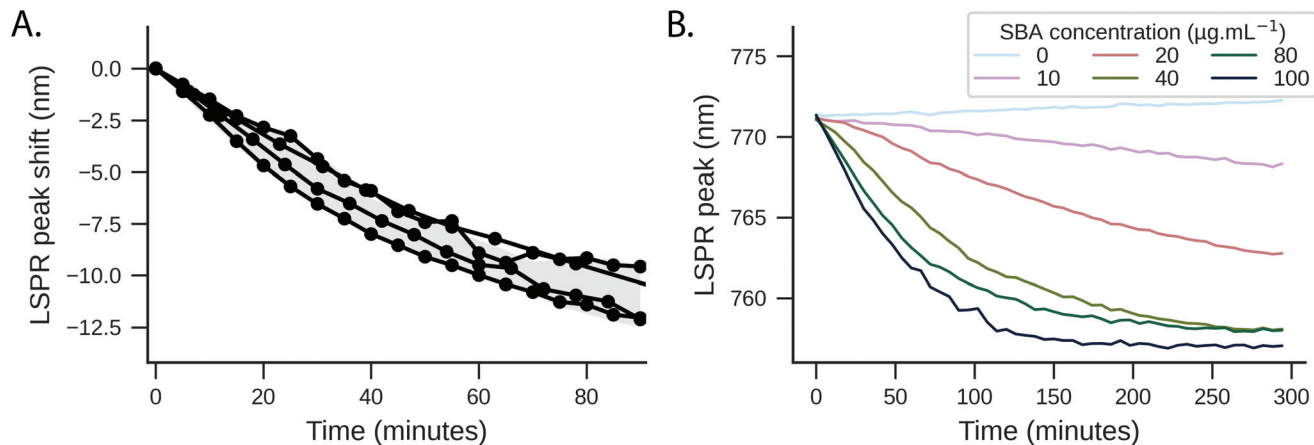 A.
LSPR peak shift (nm)
0.0
−2.5
−5.0
−7.5
−10.0
−12.5
0 20 40 60 80
Time (minutes)
B.
SBA concentration (µg.mL⁻¹)
0 20 80
10 40 100
LSPR peak (nm)
775
770
765
760
0 50 100 150 200 250 300
Time (minutes)